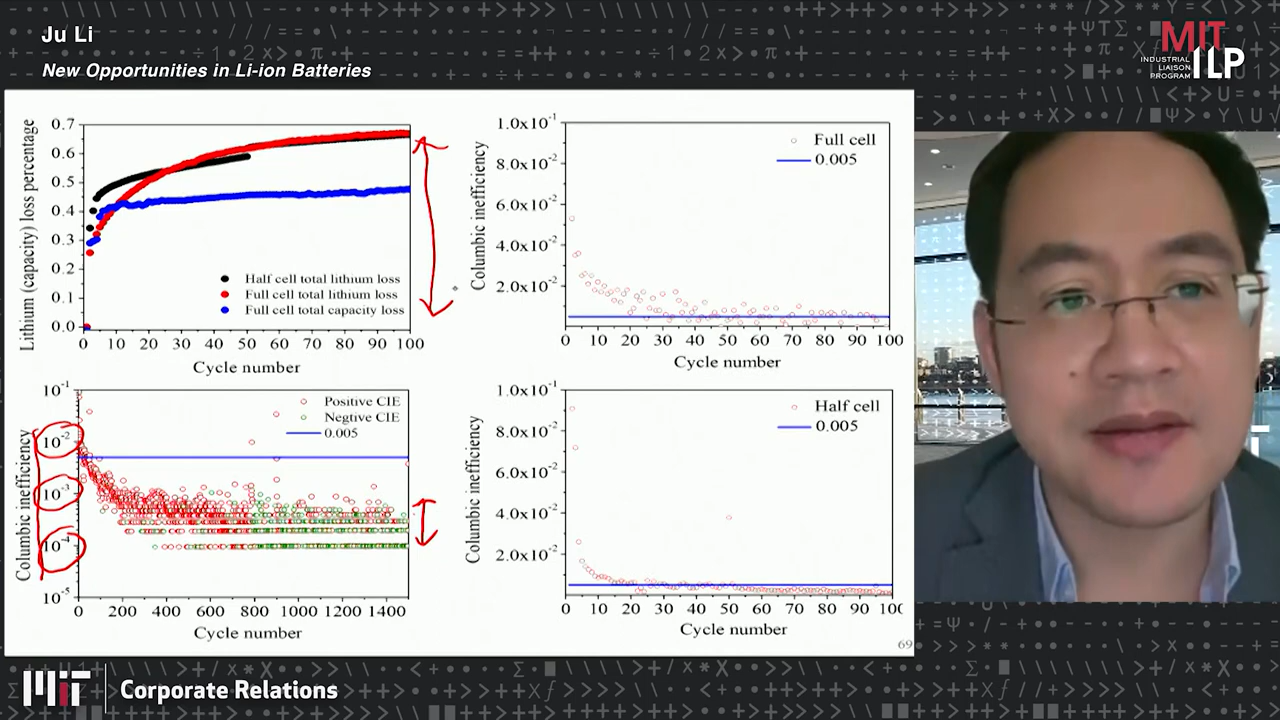 Ju Li
New Opportunities in Li-ion Batteries
MIT
ILP
INDUSTRIAL
LIAISON
PROGRAM
Lithium (capacity) loss percentage
0.7
0.6
0.5
0.4
0.3
0.2
0.1
0.0
Half cell total lithium loss
Full cell total lithium loss
Full cell total capacity loss
0 10 20 30 40 50 60 70 80 90 100
Cycle number
Columbic inefficiency
1.0x10⁻¹
8.0x10⁻²
6.0x10⁻²
4.0x10⁻²
2.0x10⁻²
Full cell
0.005
0 10 20 30 40 50 60 70 80 90 100
Cycle number
Columbic inefficiency
10⁻¹
10⁻²
10⁻³
10⁻⁴
10⁻⁵
Positive CIE
Negtive CIE
0.005
0 200 400 600 800 1000 1200 1400
Cycle number
Columbic inefficiency
1.0x10⁻¹
8.0x10⁻²
6.0x10⁻²
4.0x10⁻²
2.0x10⁻²
Half cell
0.005
0 10 20 30 40 50 60 70 80 90 100
Cycle number
69
MIT
Corporate Relations